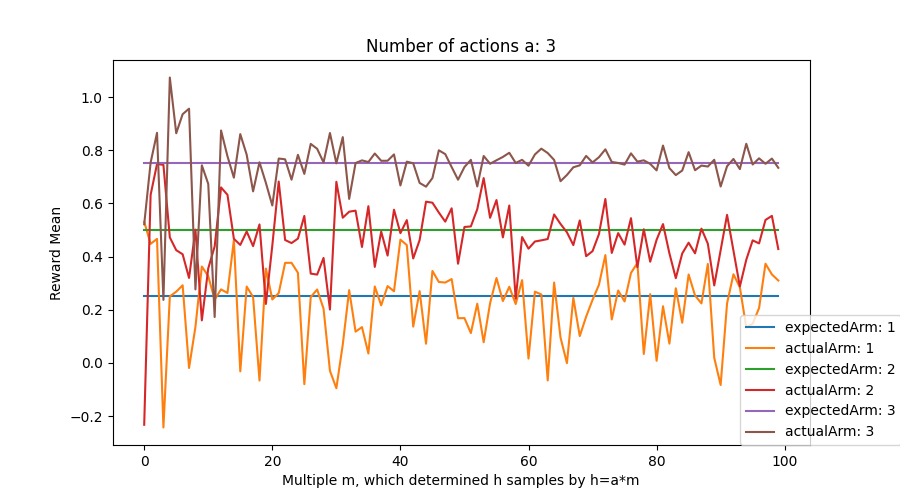 Number of actions a: 3
Reward Mean
1.0
0.8
0.6
0.4
0.2
0.0
−0.2
0 20 40 60 80 100
Multiple m, which determined h samples by h=a*m
expectedArm: 1
actualArm: 1
expectedArm: 2
actualArm: 2
expectedArm: 3
actualArm: 3